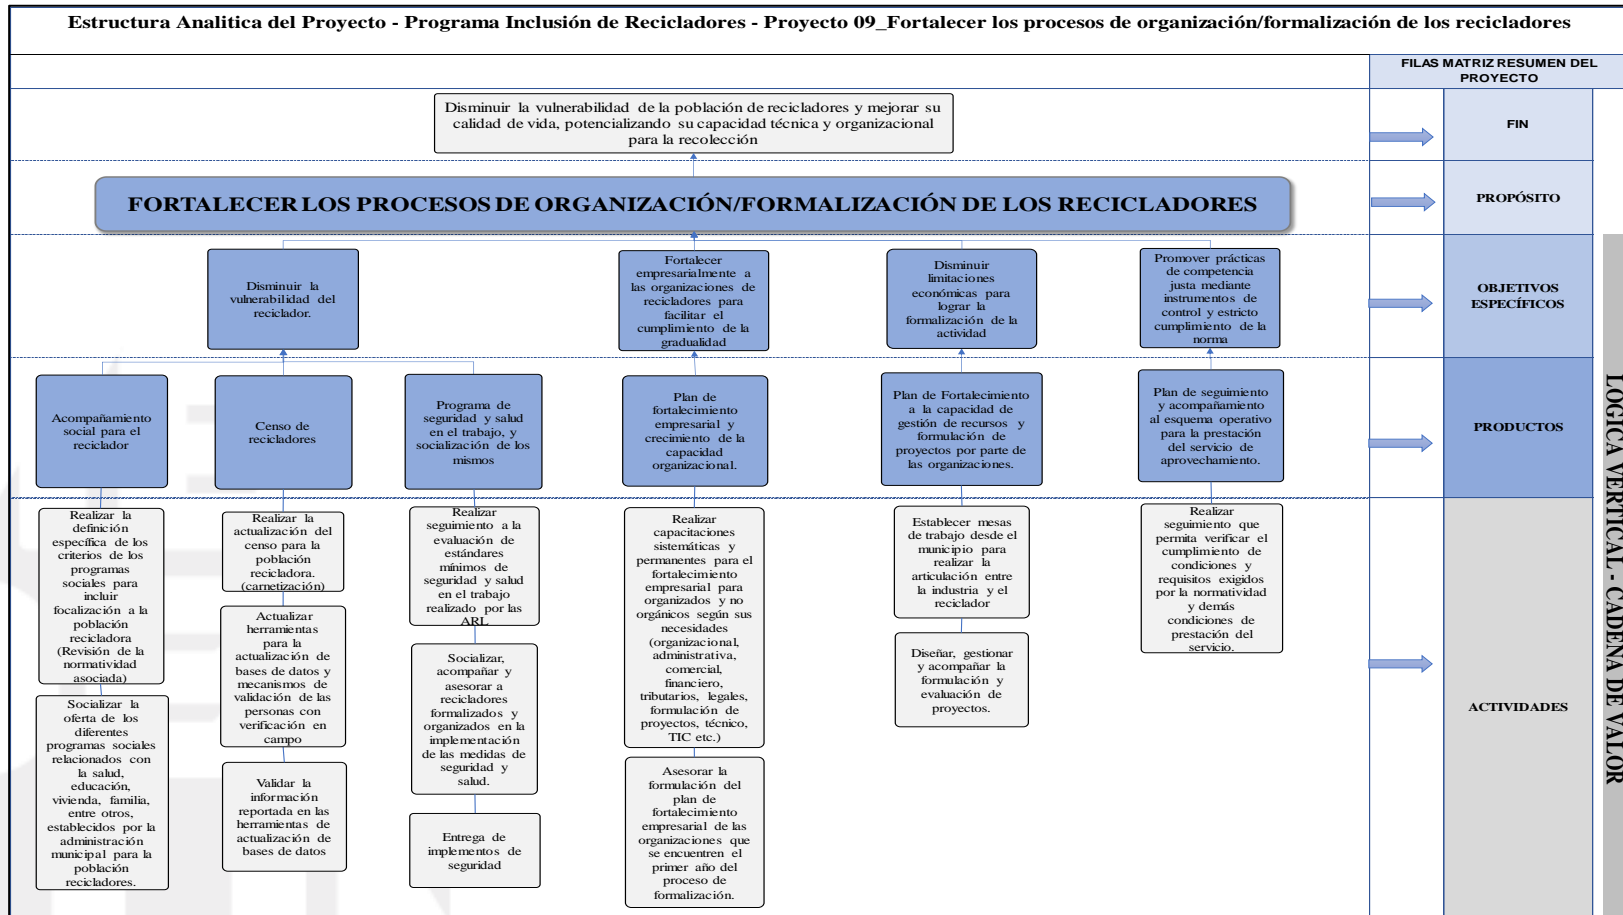 Estructura Analitica del Proyecto - Programa Inclusión de Recicladores - Proyecto 09_Fortalecer los procesos de organización/formalización de los recicladores
FILAS MATRIZ RESUMEN DEL
PROYECTO
Disminuir la vulnerabilidad de la población de recicladores y mejorar su
calidad de vida, potencializando su capacidad técnica y organizacional
para la recolección
FIN
FORTALECER LOS PROCESOS DE ORGANIZACIÓN/FORMALIZACIÓN DE LOS RECICLADORES
PROPÓSITO
Disminuir la
vulnerabilidad del
reciclador.
Fortalecer
empresarialmente a
las organizaciones de
recicladores para
facilitar el
cumplimiento de la
gradualidad
Disminuir
limitaciones
económicas para
lograr la
formalización de la
actividad
Promover prácticas
de competencia
justa mediante
instrumentos de
control y estricto
cumplimiento de la
norma
OBJETIVOS
ESPECÍFICOS
Acompañamiento
social para el
reciclador
Censo de
recicladores
Programa de
seguridad y salud
en el trabajo, y
socialización de los
mismos
Plan de
fortalecimiento
empresarial y
crecimiento de la
capacidad
organizacional.
Plan de Fortalecimiento
a la capacidad de
gestión de recursos y
formulación de
proyectos por parte de
las organizaciones.
Plan de seguimiento
y acompañamiento
al esquema operativo
para la prestación
del servicio de
aprovechamiento.
PRODUCTOS
Realizar la
definición
específica de los
criterios de los
programas
sociales para
incluir
focalización a la
población
recicladora
(Revisión de la
normatividad
asociada)
Socializar la
oferta de los
diferentes
programas sociales
relacionados con
la salud,
educación,
vivienda, familia,
entre otros,
establecidos por la
administración
municipal para la
población
recicladores.
Realizar la
actualización del
censo para la
población
recicladora.
(carnetización)
Actualizar
herramientas
para la
actualización de
bases de datos y
mecanismos de
validación de las
personas con
verificación en
campo
Validar la
información
reportada en las
herramientas de
actualización de
bases de datos
Realizar
seguimiento a la
evaluación de
estándares
mínimos de
seguridad y salud
en el trabajo
realizado por las
ARL
Socializar,
acompañar y
asesorar a
recicladores
formalizados y
organizados en la
implementación
de las medidas de
seguridad y
salud.
Entrega de
implementos de
seguridad
Realizar
capacitaciones
sistemáticas y
permanentes para el
fortalecimiento
empresarial para
organizados y no
orgánicos según sus
necesidades
(organizacional,
administrativa,
comercial,
financiero,
tributarios, legales,
formulación de
proyectos, técnico,
TIC etc.)
Asesorar la
formulación del
plan de
fortalecimiento
empresarial de las
organizaciones que
se encuentren el
primer año del
proceso de
formalización.
Establecer mesas
de trabajo desde el
municipio para
realizar la
articulación entre
la industria y el
reciclador
Diseñar, gestionar
y acompañar la
formulación y
evaluación de
proyectos.
Realizar
seguimiento que
permita verificar el
cumplimiento de
condiciones y
requisitos exigidos
por la normatividad
y demás
condiciones de
prestación del
servicio.
ACTIVIDADES
LOGICA VERTICAL - CADENA DE VALOR